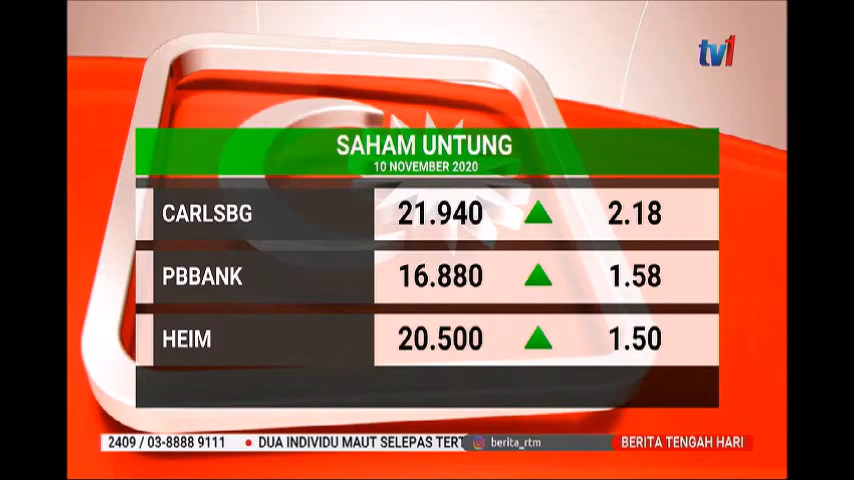 tv1
SAHAM UNTUNG
10 NOVEMBER 2020
CARLSBG 21.940 2.18
PBBANK 16.880 1.58
HEIM 20.500 1.50
2409 / 03-8888 9111 • DUA INDIVIDU MAUT SELEPAS berita_rtm BERITA TENGAH HARI